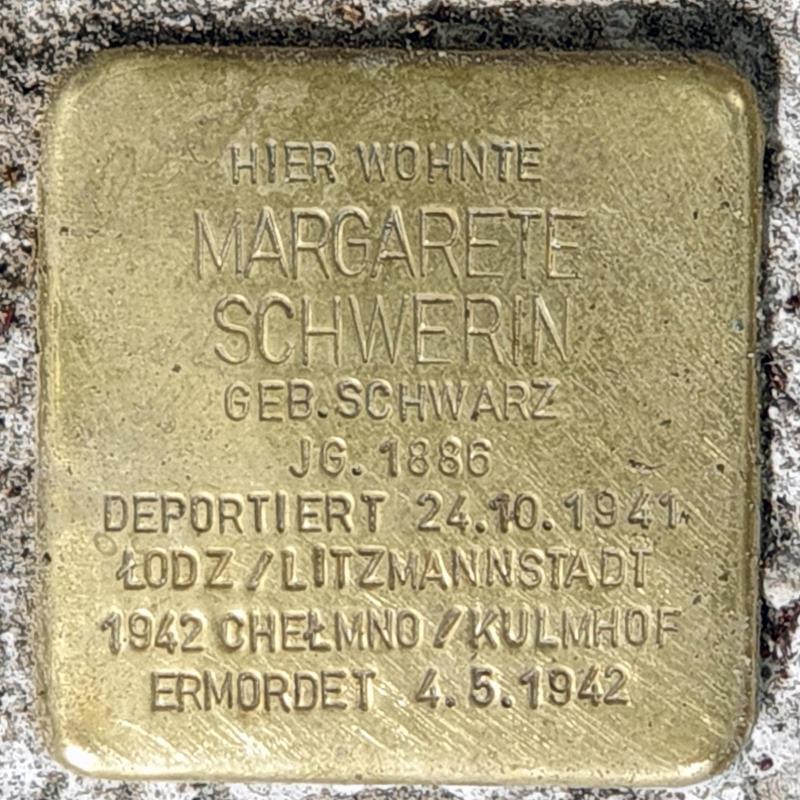 HIER WOHNTE
MARGARETE
SCHWERIN
GEB. SCHWARZ
JG. 1886
DEPORTIERT 24.10.1941
ŁODZ / LITZMANNSTADT
1942 CHEŁMNO / KULMHOF
ERMORDET 4.5.1942